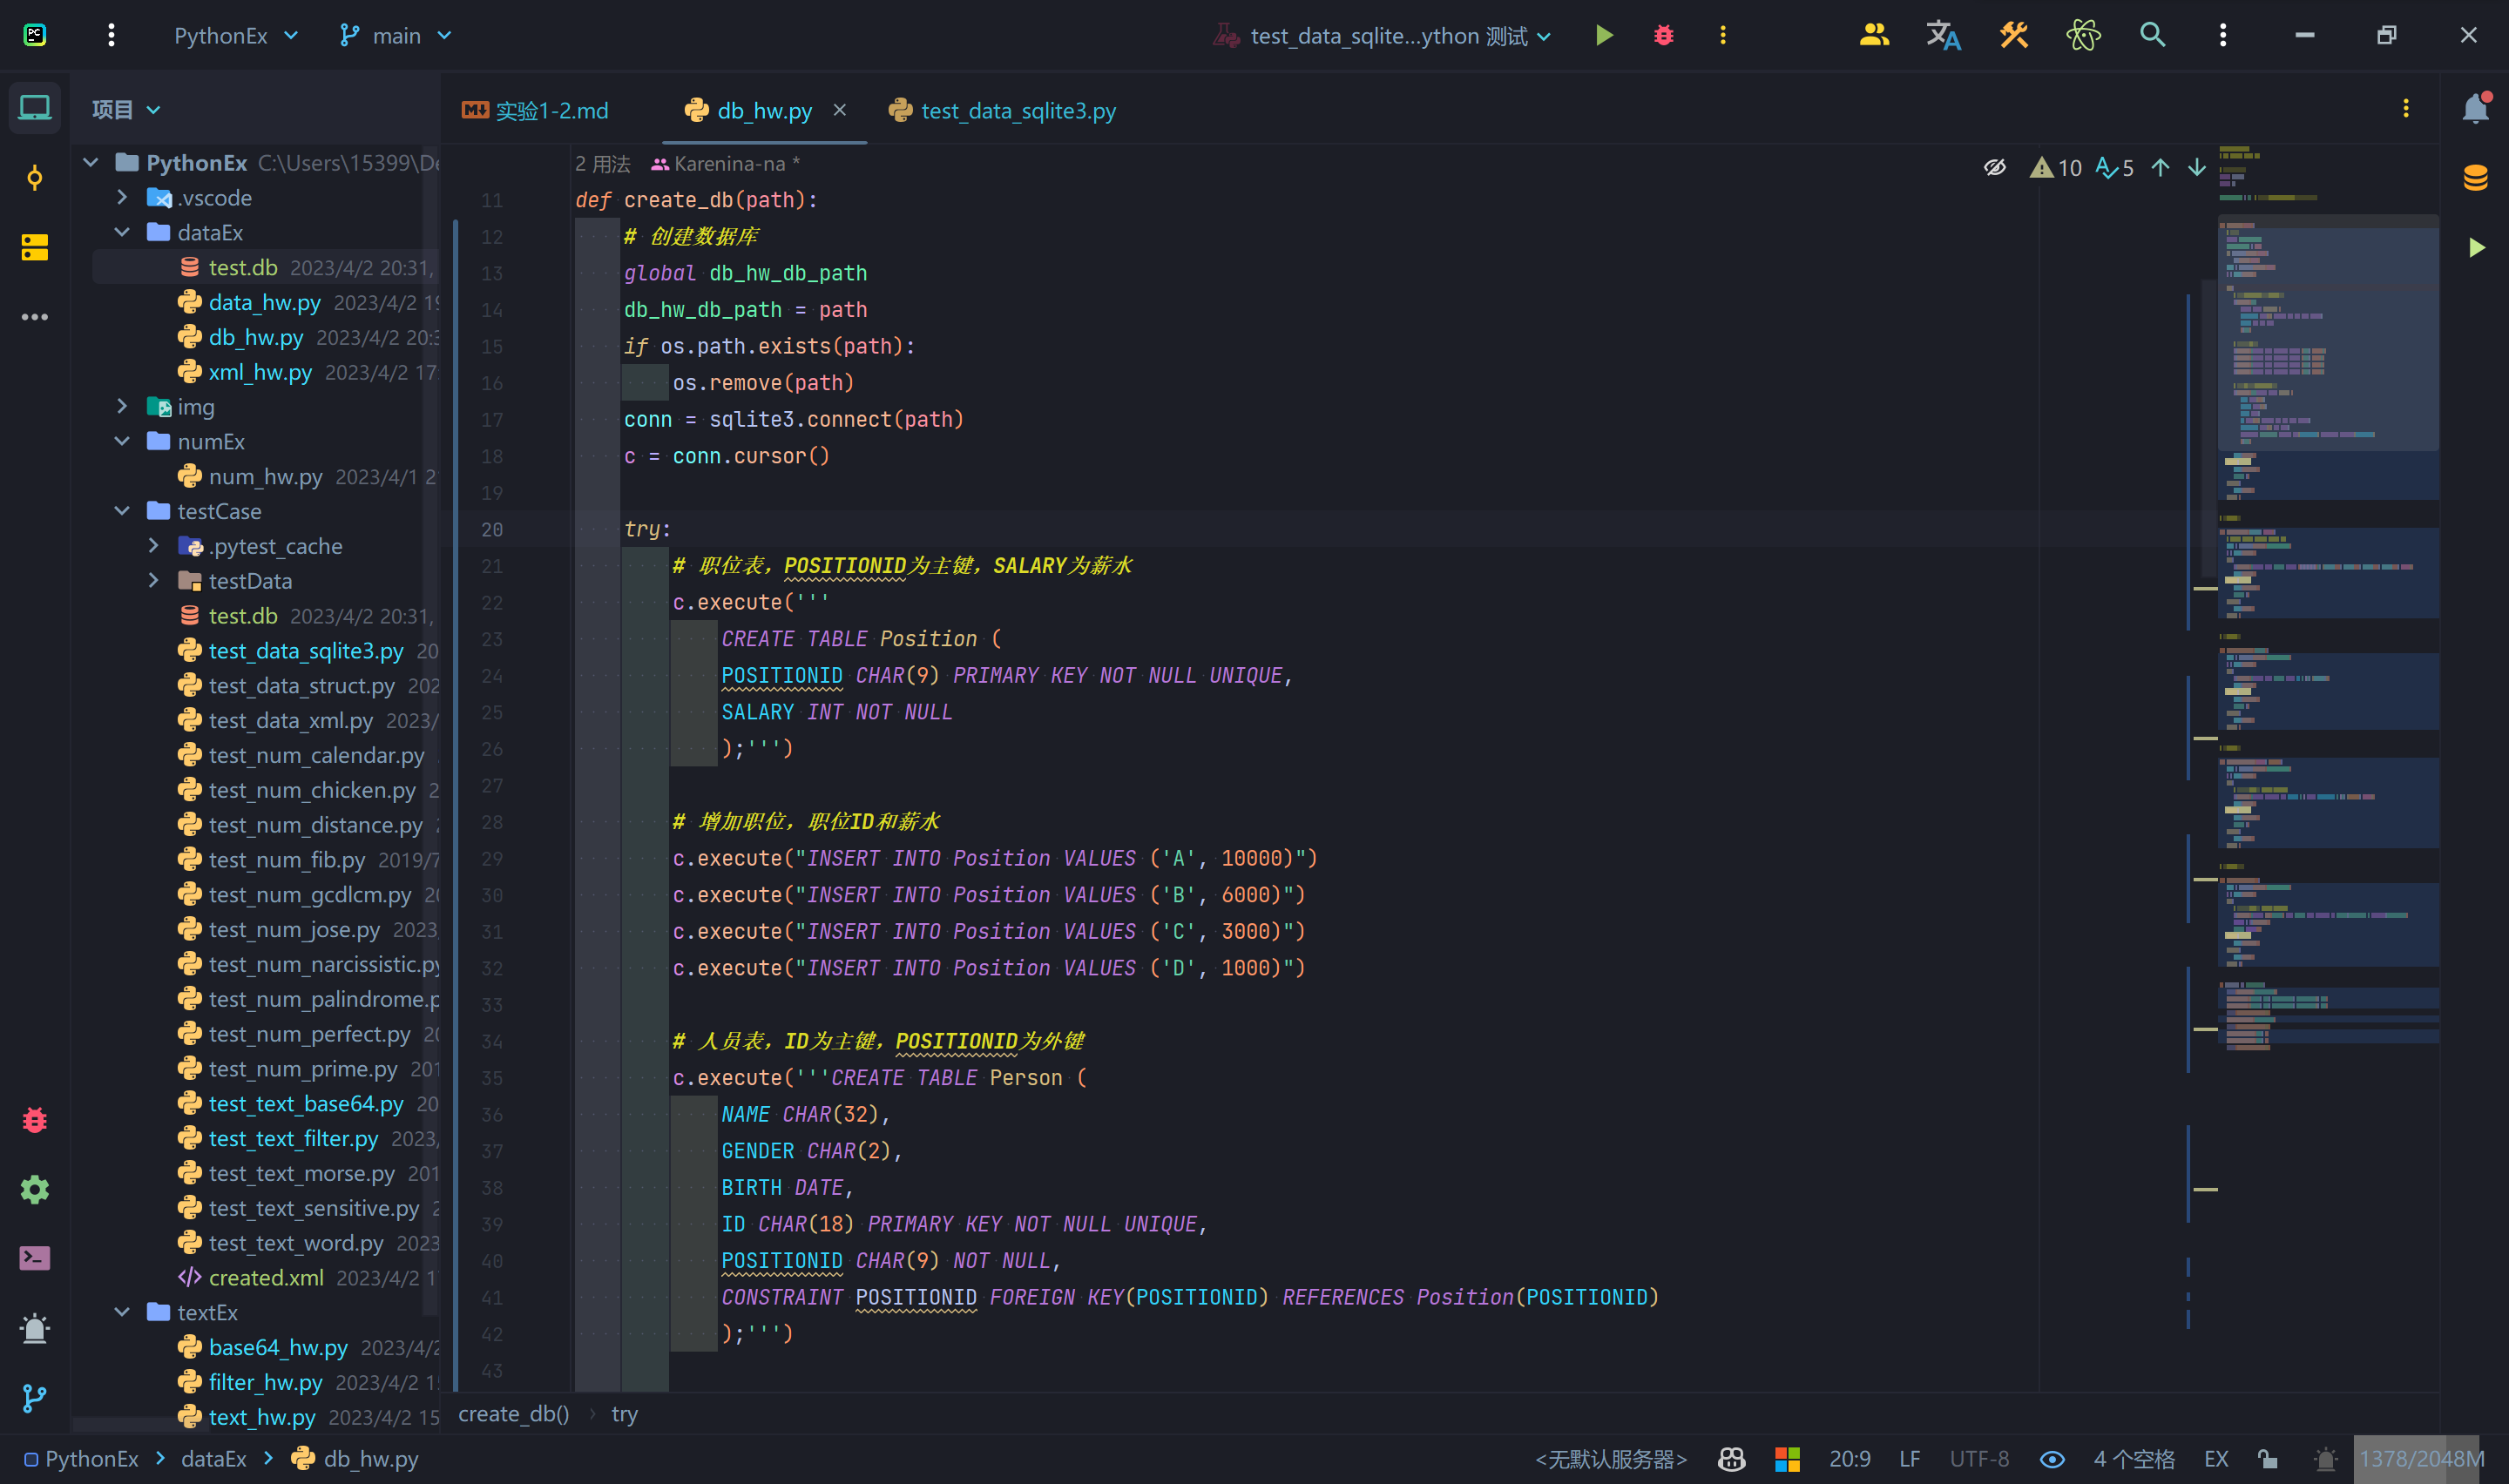 PythonEx
main
test_data_sqlite...ython 测试
项目
实验1-2.md
db_hw.py
test_data_sqlite3.py
PythonEx C:\Users\15399\De
.vscode
dataEx
test.db 2023/4/2 20:31,
data_hw.py 2023/4/2 19
db_hw.py 2023/4/2 20:3
xml_hw.py 2023/4/2 17
img
numEx
num_hw.py 2023/4/1 2
testCase
.pytest_cache
testData
test.db 2023/4/2 20:31,
test_data_sqlite3.py 20
test_data_struct.py 202
test_data_xml.py 2023/
test_num_calendar.py
test_num_chicken.py 2
test_num_distance.py
test_num_fib.py 2019/7
test_num_gcdlcm.py 20
test_num_jose.py 2023
test_num_narcissistic.py
test_num_palindrome.p
test_num_perfect.py 20
test_num_prime.py 201
test_text_base64.py 20
test_text_filter.py 2023/
test_text_morse.py 201
test_text_sensitive.py 2
test_text_word.py 2023
created.xml 2023/4/2 1
textEx
base64_hw.py 2023/4/2
filter_hw.py 2023/4/2 15
text_hw.py 2023/4/2 15
2 用法 Karenina-na *
10 5
11 def create_db(path):
12 # 创建数据库
13 global db_hw_db_path
14 db_hw_db_path = path
15 if os.path.exists(path):
16 os.remove(path)
17 conn = sqlite3.connect(path)
18 c = conn.cursor()
19
20 try:
21 # 职位表，POSITIONID为主键，SALARY为薪水
22 c.execute('''
23 CREATE TABLE Position (
24 POSITIONID CHAR(9) PRIMARY KEY NOT NULL UNIQUE,
25 SALARY INT NOT NULL
26 );''')
27
28 # 增加职位，职位ID和薪水
29 c.execute("INSERT INTO Position VALUES ('A', 10000)")
30 c.execute("INSERT INTO Position VALUES ('B', 6000)")
31 c.execute("INSERT INTO Position VALUES ('C', 3000)")
32 c.execute("INSERT INTO Position VALUES ('D', 1000)")
33
34 # 人员表，ID为主键，POSITIONID为外键
35 c.execute('''CREATE TABLE Person (
36 NAME CHAR(32),
37 GENDER CHAR(2),
38 BIRTH DATE,
39 ID CHAR(18) PRIMARY KEY NOT NULL UNIQUE,
40 POSITIONID CHAR(9) NOT NULL,
41 CONSTRAINT POSITIONID FOREIGN KEY(POSITIONID) REFERENCES Position(POSITIONID)
42 );''')
43
create_db() › try
PythonEx > dataEx > db_hw.py
<无默认服务器> 20:9 LF UTF-8 4 个空格 EX 1378/2048M